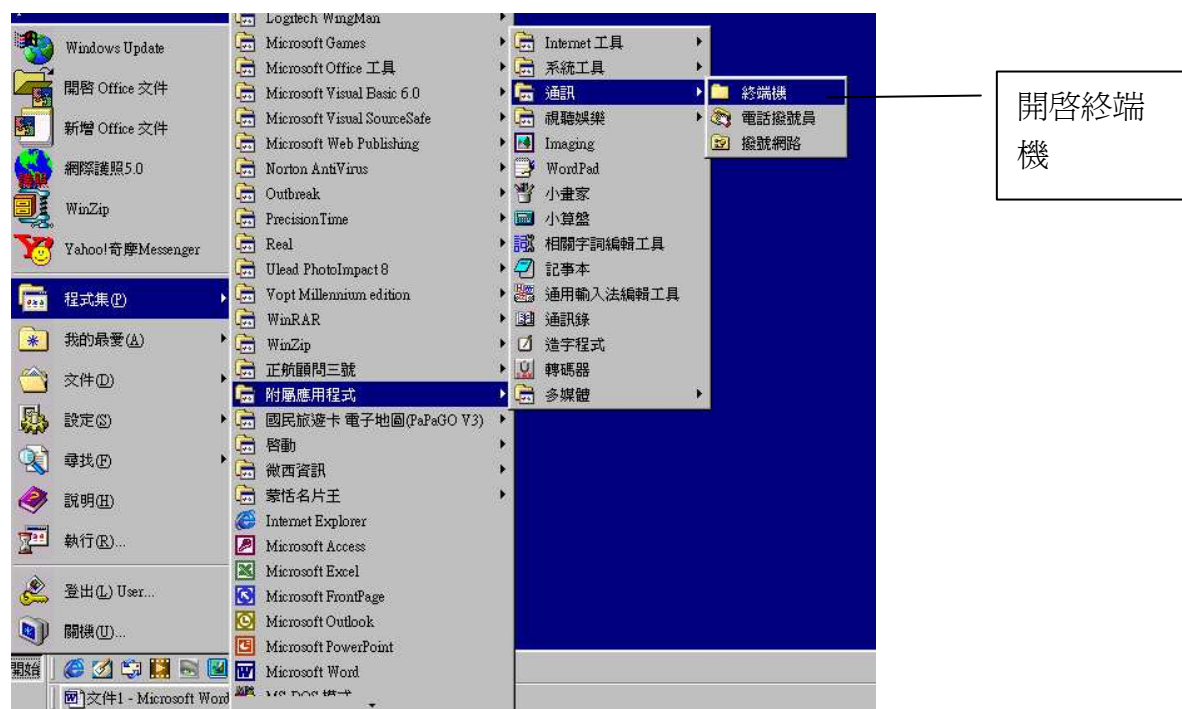 Windows Update
開啓 Office 文件
新增 Office 文件
網際護照5.0
WinZip
Yahoo!奇摩Messenger
程式集(P)
我的最愛(A)
文件(D)
設定(S)
尋找(F)
説明(H)
執行(R)...
登出(L) User...
關機(U)...
開始
文件1 - Microsoft Word
Logitech WingMan
Microsoft Games
Microsoft Office 工具
Microsoft Visual Basic 6.0
Microsoft Visual SourceSafe
Microsoft Web Publishing
Norton AntiVirus
Outbreak
PrecisionTime
Real
Ulead PhotoImpact 8
Vopt Millennium edition
WinRAR
WinZip
正航顧問三號
附屬應用程式
國民旅遊卡 電子地圖(PaPaGO V3)
啓動
微西資訊
蒙恬名片王
Internet Explorer
Microsoft Access
Microsoft Excel
Microsoft FrontPage
Microsoft Outlook
Microsoft PowerPoint
Microsoft Word
MS-DOS 模式
Internet 工具
系統工具
通訊
視聽娛樂
Imaging
WordPad
小畫家
小算盤
相關字詞編輯工具
記事本
通用輸入法編輯工具
通訊錄
造字程式
轉碼器
多媒體
終端機
電話撥號員
撥號網路
開啓終端
機